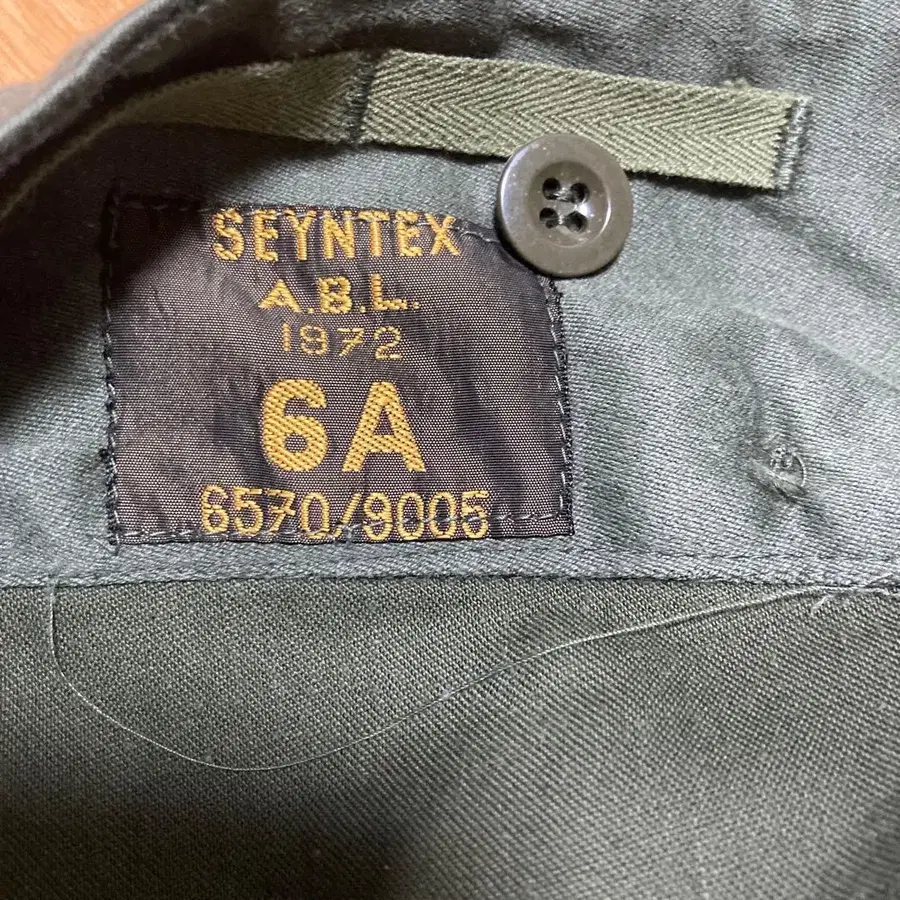 SEYNTEX
A.B.L.
1972
6A
6570/9005